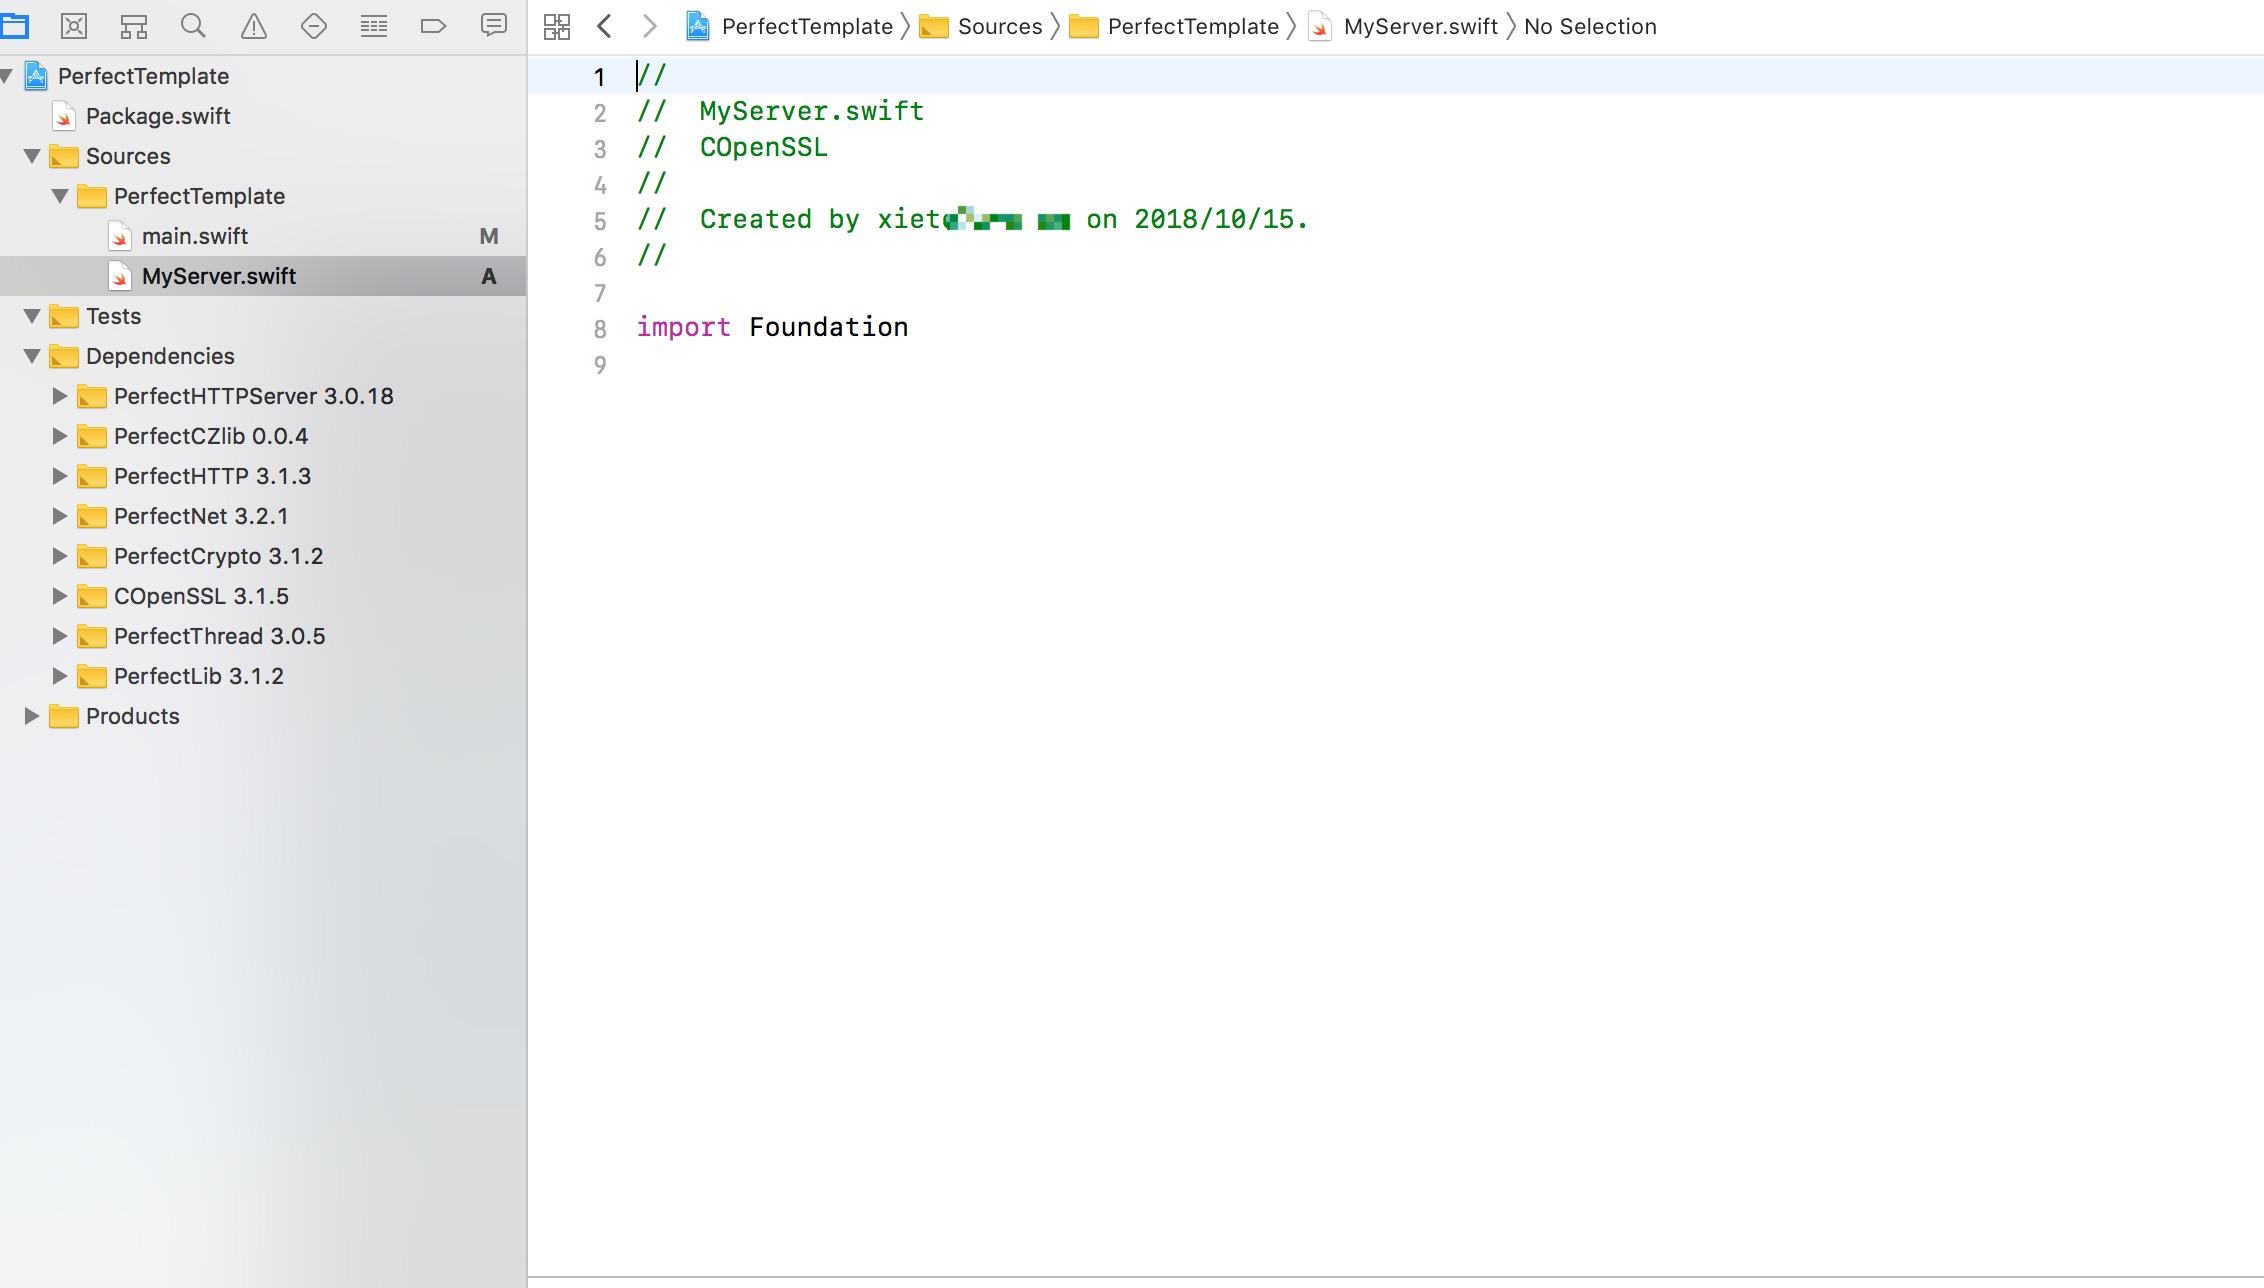 PerfectTemplate
Package.swift
Sources
PerfectTemplate
main.swift M
MyServer.swift A
Tests
Dependencies
PerfectHTTPServer 3.0.18
PerfectCZlib 0.0.4
PerfectHTTP 3.1.3
PerfectNet 3.2.1
PerfectCrypto 3.1.2
COpenSSL 3.1.5
PerfectThread 3.0.5
PerfectLib 3.1.2
Products
PerfectTemplate 〉 Sources 〉 PerfectTemplate 〉 MyServer.swift 〉 No Selection
1 //
2 //  MyServer.swift
3 //  COpenSSL
4 //
5 //  Created by on 2018/10/15.
6 //
7
8 import Foundation
9